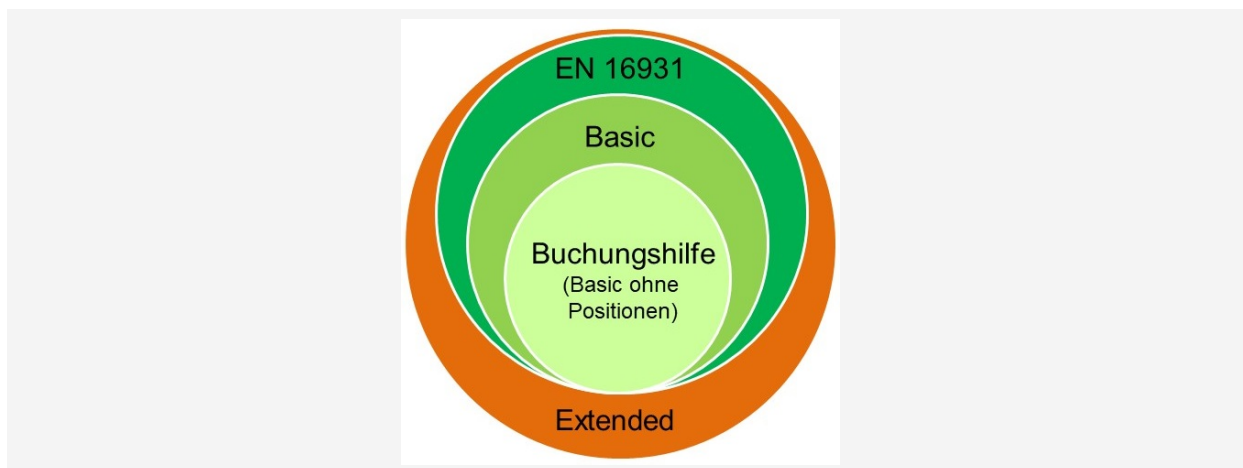 EN 16931
Basic
Buchungshilfe
(Basic ohne
Positionen)
Extended